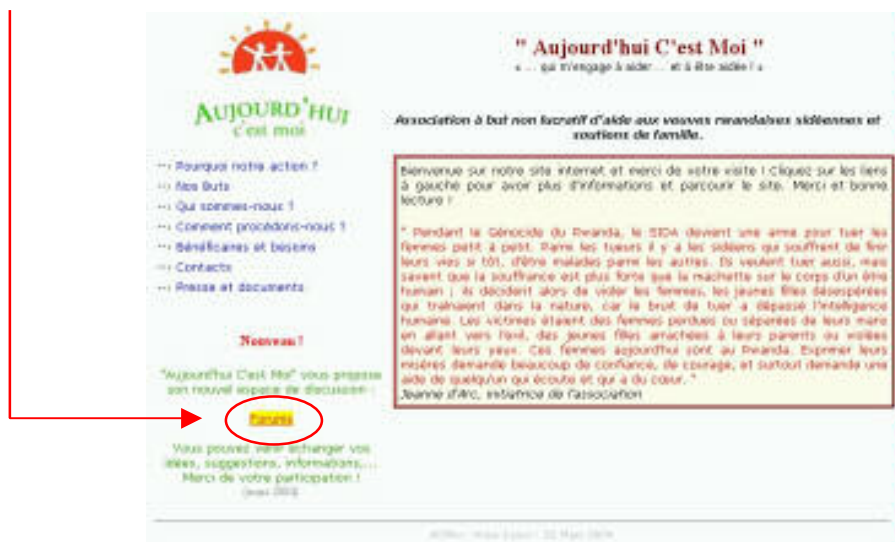 " Aujourd'hui C'est Moi "
« ... qui m'engage à aider ... et à être aidée ! »
AUJOURD'HUI
c'est moi
Association à but non lucratif d'aide aux veuves rwandaises sidéennes et
soutiens de famille.
Pourquoi notre action ?
Nos Buts
Qui sommes-nous ?
Comment procédons-nous ?
Bénéficaires et besoins
Contacts
Presse et documents
Nouveau !
"Aujourd'hui C'est Moi" vous propose
son nouvel espace de discussion :
Forums
Vous pouvez venir échanger vos
idées, suggestions, informations,...
Merci de votre participation !
Bienvenue sur notre site internet et merci de votre visite ! Cliquez sur les liens
à gauche pour avoir plus d'informations et parcourir le site. Merci et bonne
lecture !
" Pendant le Génocide du Rwanda, le SIDA devient une arme pour tuer les
femmes petit à petit. Parmi les tueurs il y a les sidéens qui souffrent de finir
leurs vies si tôt, d'être malades parmi les autres. Ils veulent tuer aussi, mais
savent que la souffrance est plus forte que la machette sur le corps d'un être
humain ; ils décident alors de violer les femmes, les jeunes filles désespérées
qui traînaient dans la nature, car le bruit de tuer a dépassé l'intelligence
humaine. Les victimes étaient des femmes perdues ou séparées de leurs maris
en allant vers l'exil, des jeunes filles arrachées à leurs parents ou violées
devant leurs yeux. Ces femmes aujourd'hui sont au Rwanda. Exprimer leurs
misères demande beaucoup de confiance, de courage, et surtout demande une
aide de quelqu'un qui écoute et qui a du cœur. "
Jeanne d'Arc, initiatrice de l'association